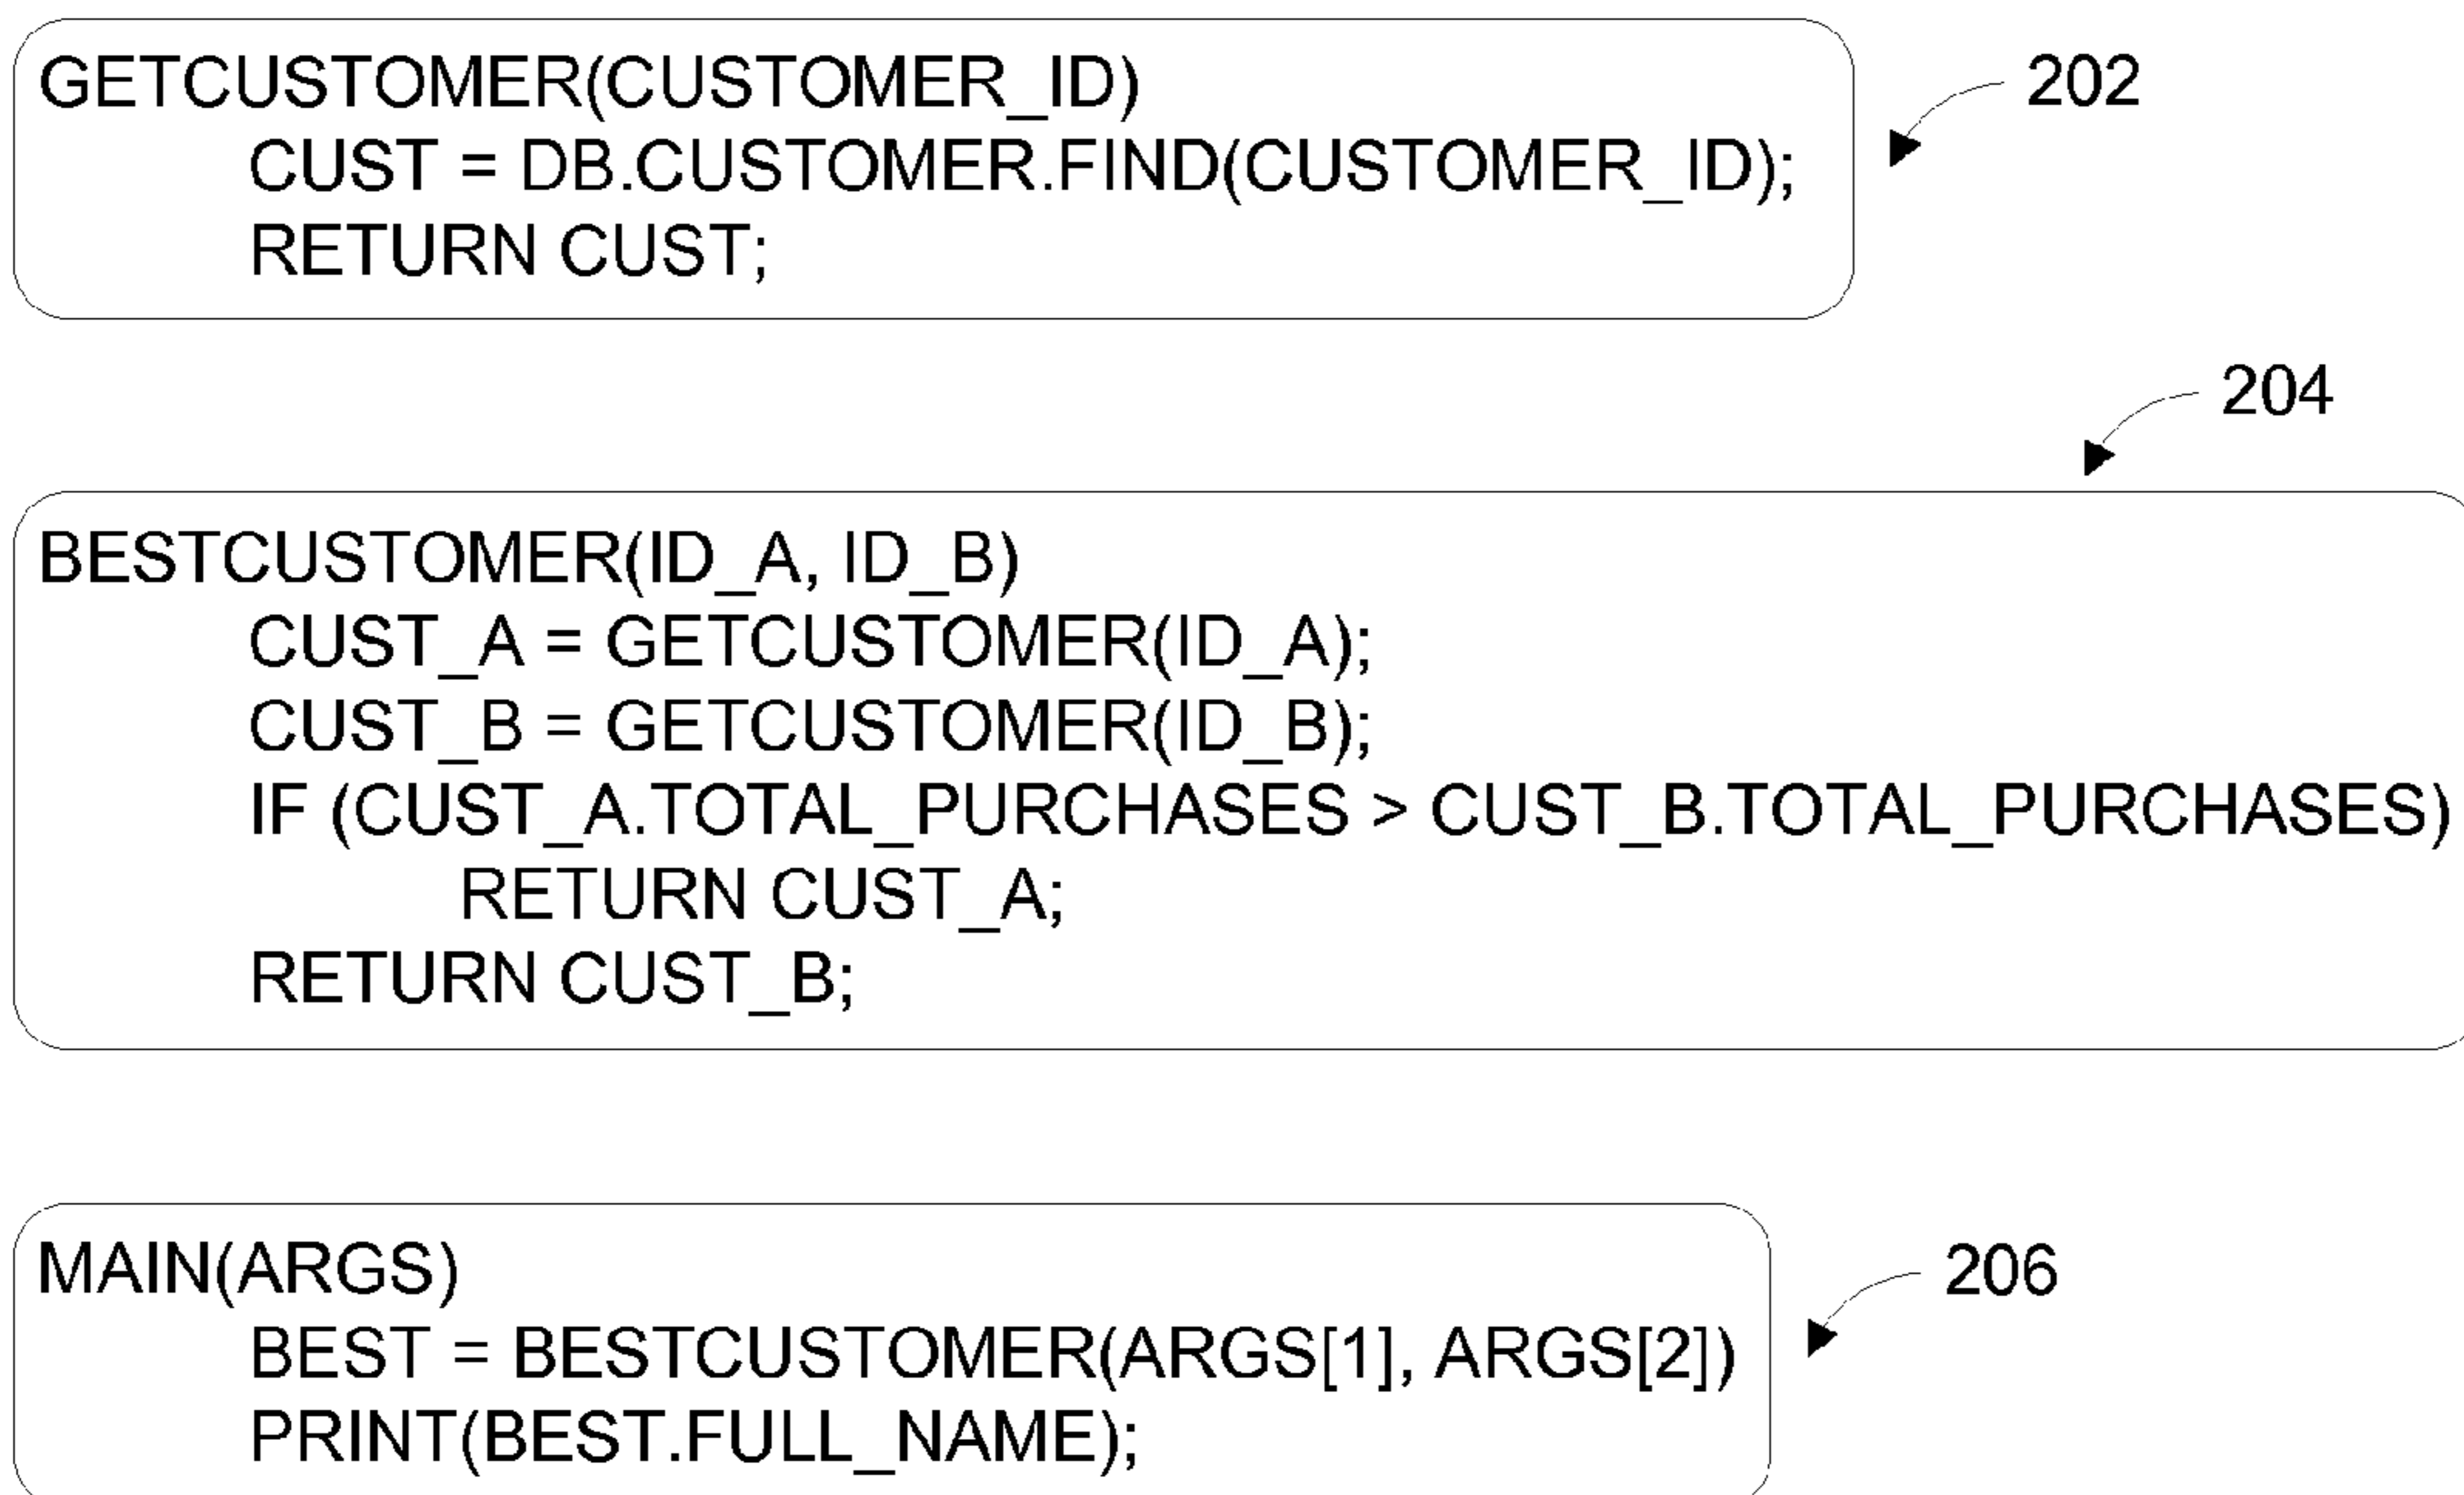 GETCUSTOMER(CUSTOMER_ID)
202
CUST = DB.CUSTOMER.FIND(CUSTOMER_ID);
RETURN CUST;
204
BESTCUSTOMER(ID_A, ID_B)
CUST_A = GETCUSTOMER(ID_A);
CUST_B = GETCUSTOMER(ID_B);
IF (CUST_A.TOTAL_PURCHASES > CUST_B.TOTAL_PURCHASES)
RETURN CUST_A;
RETURN CUST_B;
MAIN(ARGS)
206
BEST = BESTCUSTOMER(ARGS[1], ARGS[2])
PRINT(BEST.FULL_NAME);